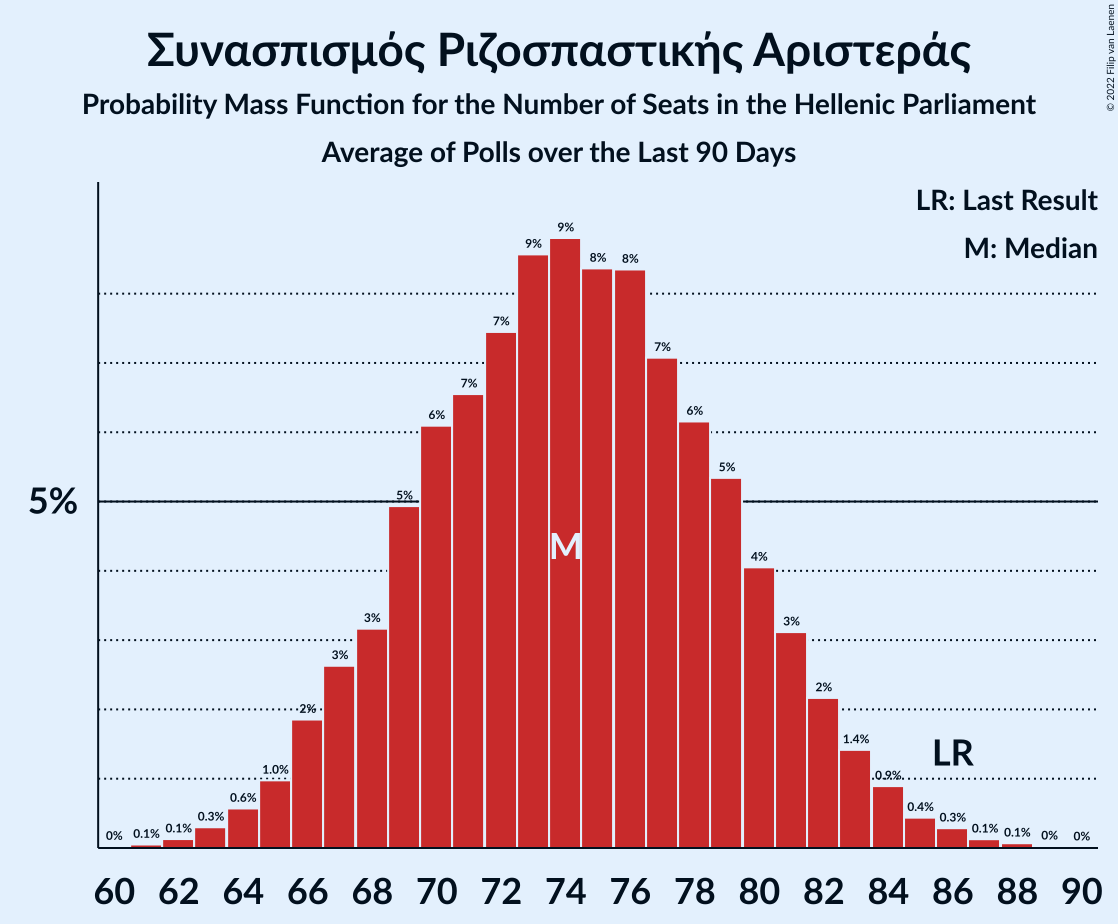 Συνασπισμός Ριζοσπαστικής Αριστεράς
Probability Mass Function for the Number of Seats in the Hellenic Parliament
Average of Polls over the Last 90 Days
© 2022 Filip van Laenen
LR: Last Result
M: Median
5%
0% 0.1% 0.1% 0.3% 0.6% 1.0% 2% 3% 3% 5% 6% 7% 7% 9% 9% 8% 8% 7% 6% 5% 4% 3% 2% 1.4% 0.9% 0.4% 0.3% 0.1% 0.1% 0% 0%
M
LR
60 62 64 66 68 70 72 74 76 78 80 82 84 86 88 90